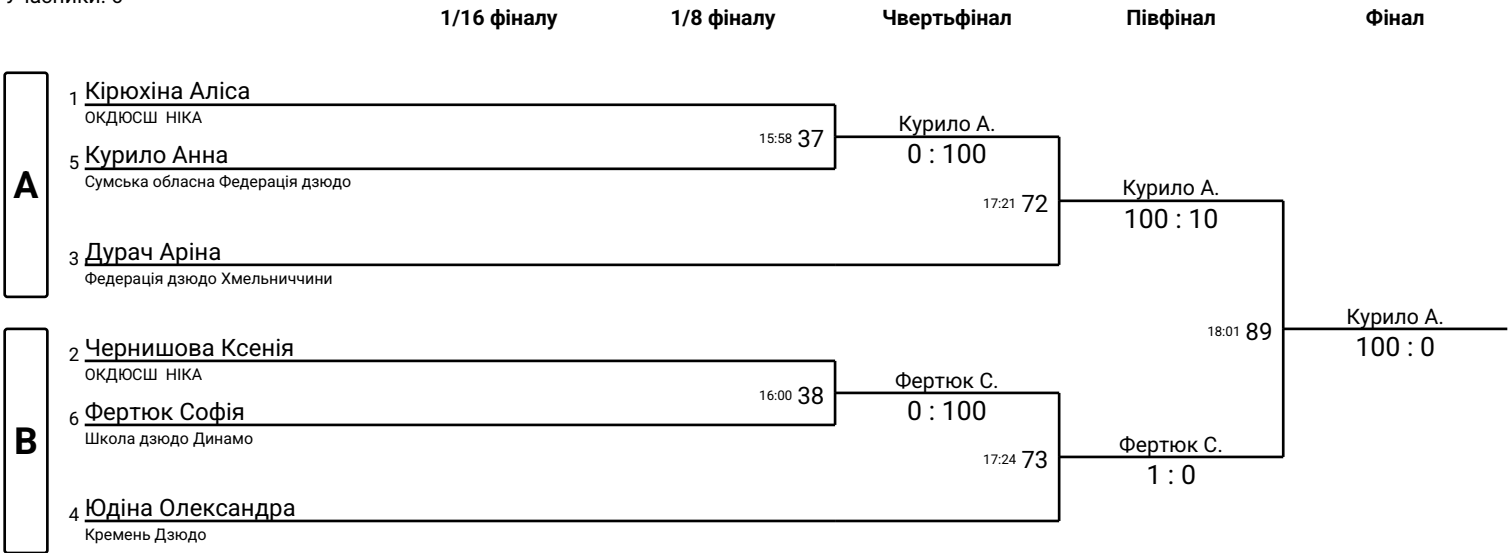 1/16 фіналу 1/8 фіналу Чвертьфінал Півфінал Фінал
A
1 Кірюхіна Аліса
ОКДЮСШ НІКА
15:58 37
Курило А.
0 : 100
5 Курило Анна
Сумська обласна Федерація дзюдо
17:21 72
Курило А.
100 : 10
3 Дурач Аріна
Федерація дзюдо Хмельниччини
18:01 89
Курило А.
100 : 0
B
2 Чернишова Ксенія
ОКДЮСШ НІКА
16:00 38
Фертюк С.
0 : 100
6 Фертюк Софія
Школа дзюдо Динамо
17:24 73
Фертюк С.
1 : 0
4 Юдіна Олександра
Кремень Дзюдо